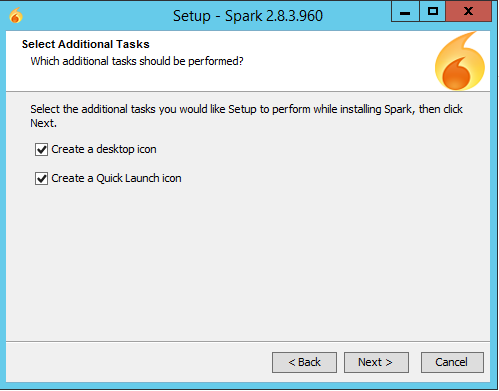 Setup - Spark 2.8.3.960
Select Additional Tasks
Which additional tasks should be performed?
Select the additional tasks you would like Setup to perform while installing Spark, then click
Next.
Create a desktop icon
Create a Quick Launch icon
< Back
Next >
Cancel